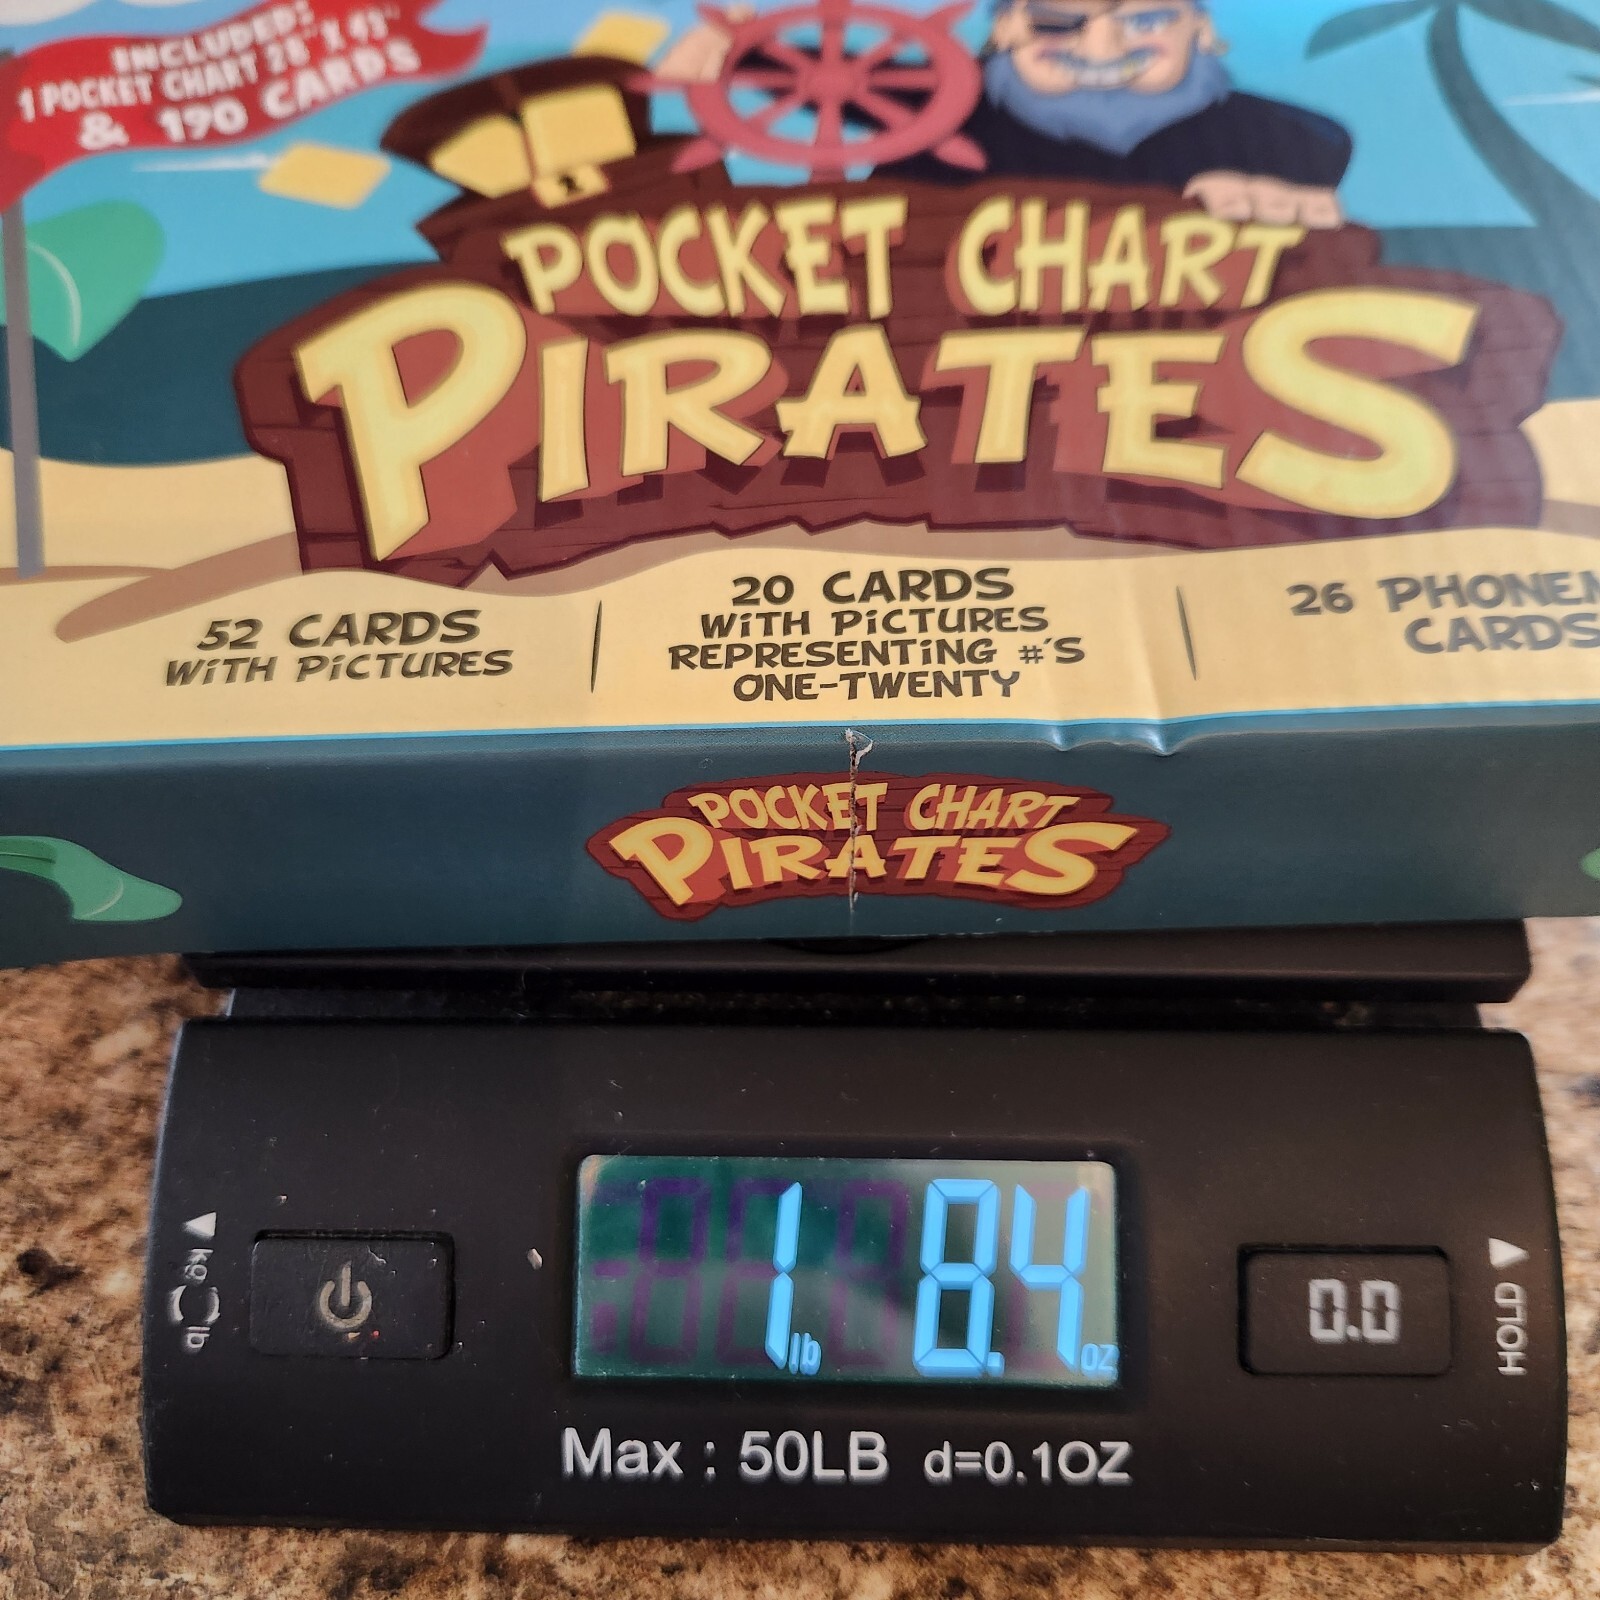 INCLUDED:
1 POCKET CHART 28" X 43"
& 190 CARDS
POCKET CHART
PIRATES
52 CARDS
WITH PICTURES
20 CARDS
WITH PICTURES
REPRESENTING #'S
ONE-TWENTY
26 PHONEM
CARDS
POCKET CHART
PIRATES
kg
lb
1 lb 8.4 oz
0.0
HOLD
Max : 50LB d=0.1OZ